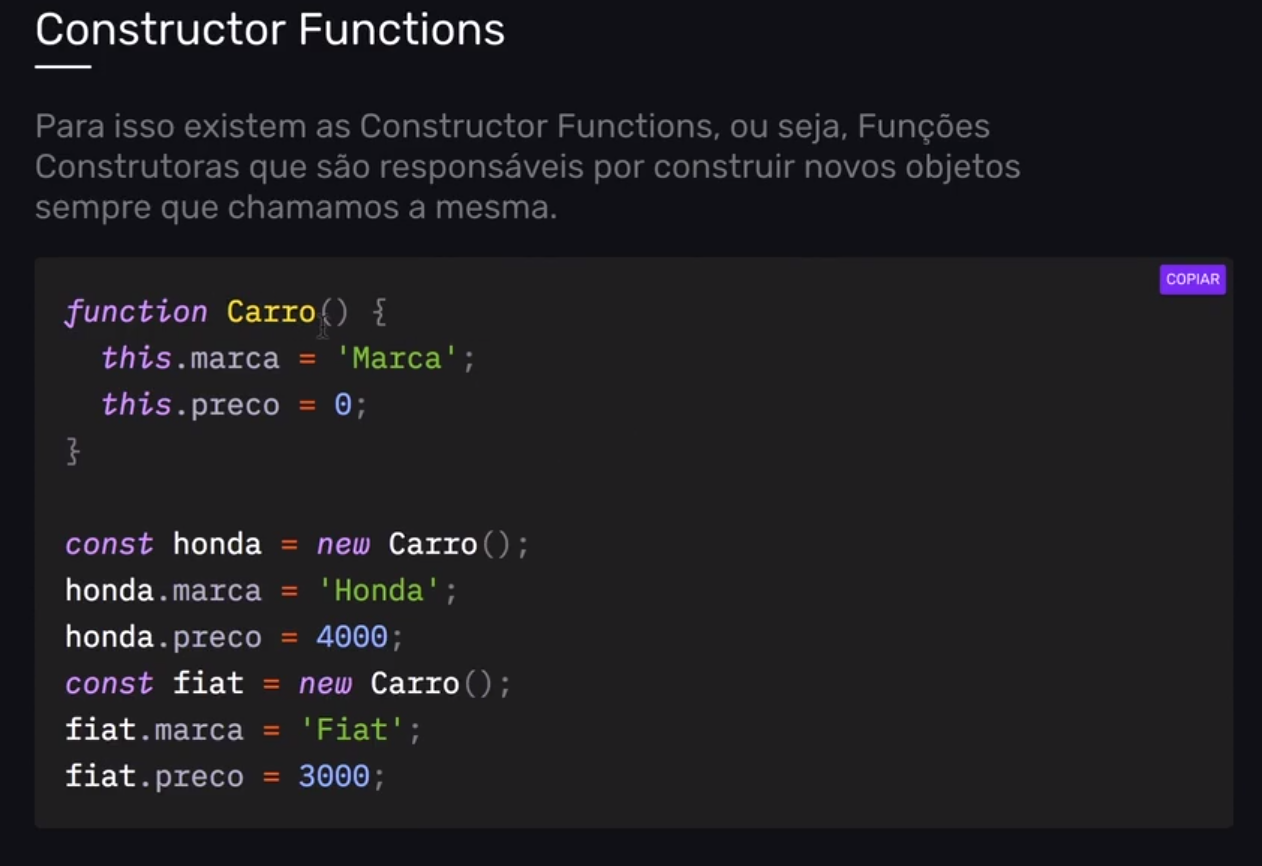 Constructor Functions
Para isso existem as Constructor Functions, ou seja, Funções
Construtoras que são responsáveis por construir novos objetos
sempre que chamamos a mesma.
COPIAR
function Carro() {
  this.marca = 'Marca';
  this.preco = 0;
}
const honda = new Carro();
honda.marca = 'Honda';
honda.preco = 4000;
const fiat = new Carro();
fiat.marca = 'Fiat';
fiat.preco = 3000;